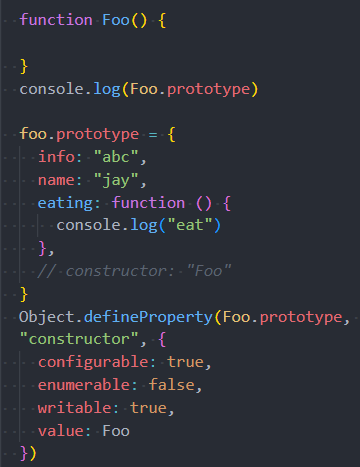 function Foo() {

}
console.log(Foo.prototype)

foo.prototype = {
  info: "abc",
  name: "jay",
  eating: function () {
    console.log("eat")
  },
  // constructor: "Foo"
}
Object.defineProperty(Foo.prototype,
"constructor", {
  configurable: true,
  enumerable: false,
  writable: true,
  value: Foo
})